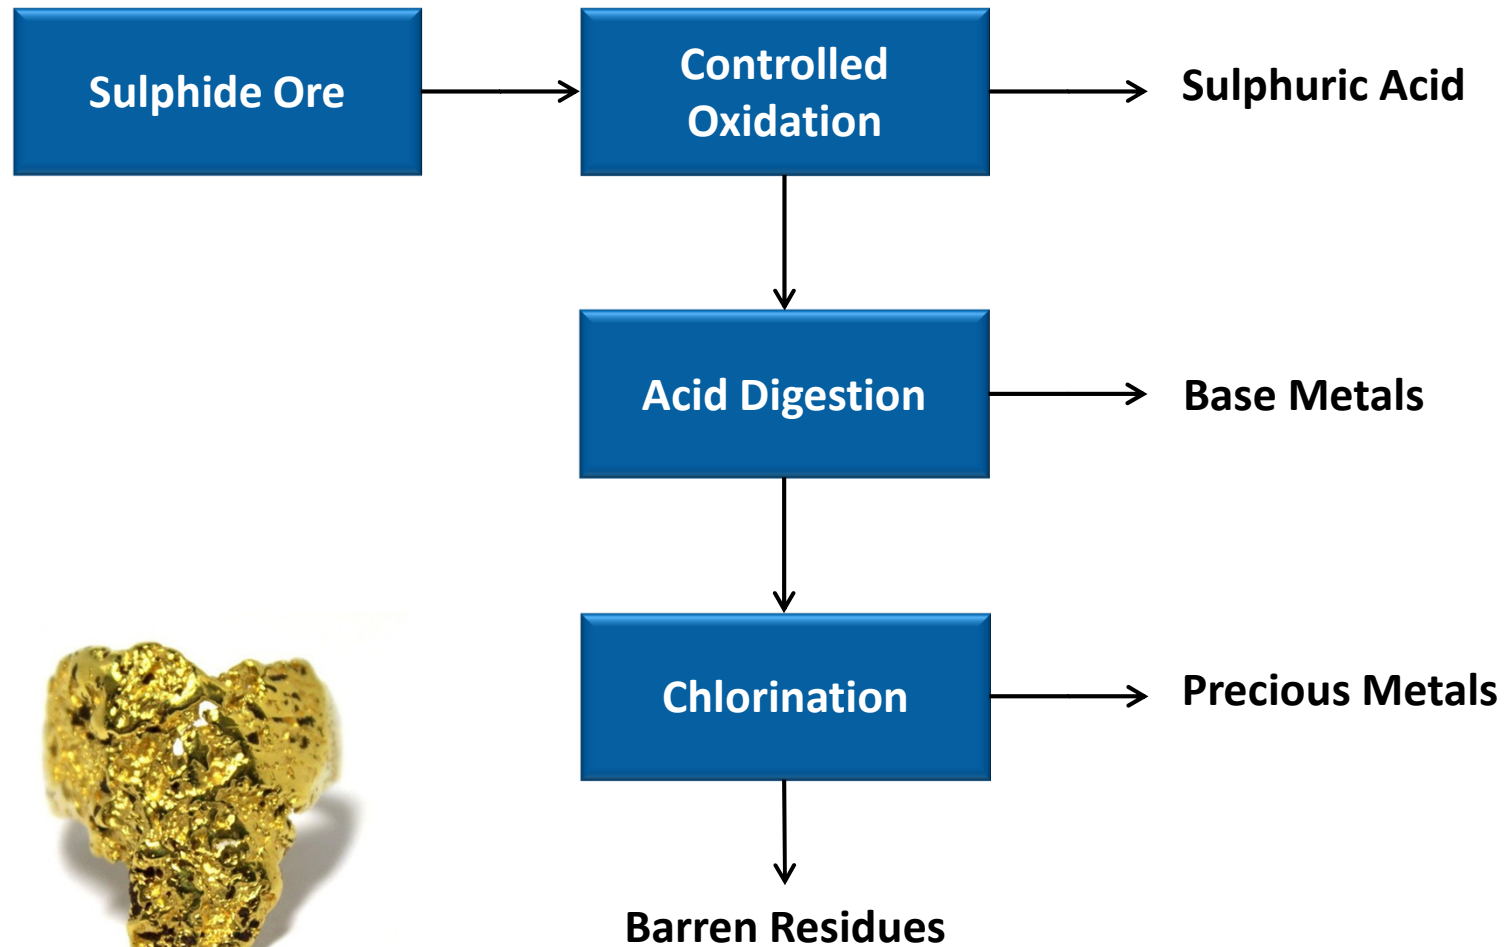 Sulphide Ore
Controlled
Oxidation
Sulphuric Acid
Acid Digestion
Base Metals
Chlorination
Precious Metals
Barren Residues